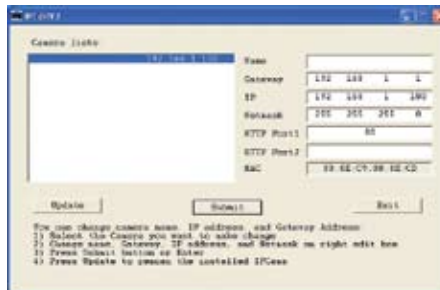 Camera lists
Name
Gateway 192 168 1 1
IP 192 168 1
Netmask 255 255 255 0
HTTP Port1 80
HTTP Port2
MAC
Update Submit Exit
You can change camera name, IP address, and Gateway Address
1) Select the Camera you want to make change
2) Change name, Gateway, IP address, and Netmask on right edit box
3) Press Submit button or Enter
4) Press Update to rescan the installed IPCams